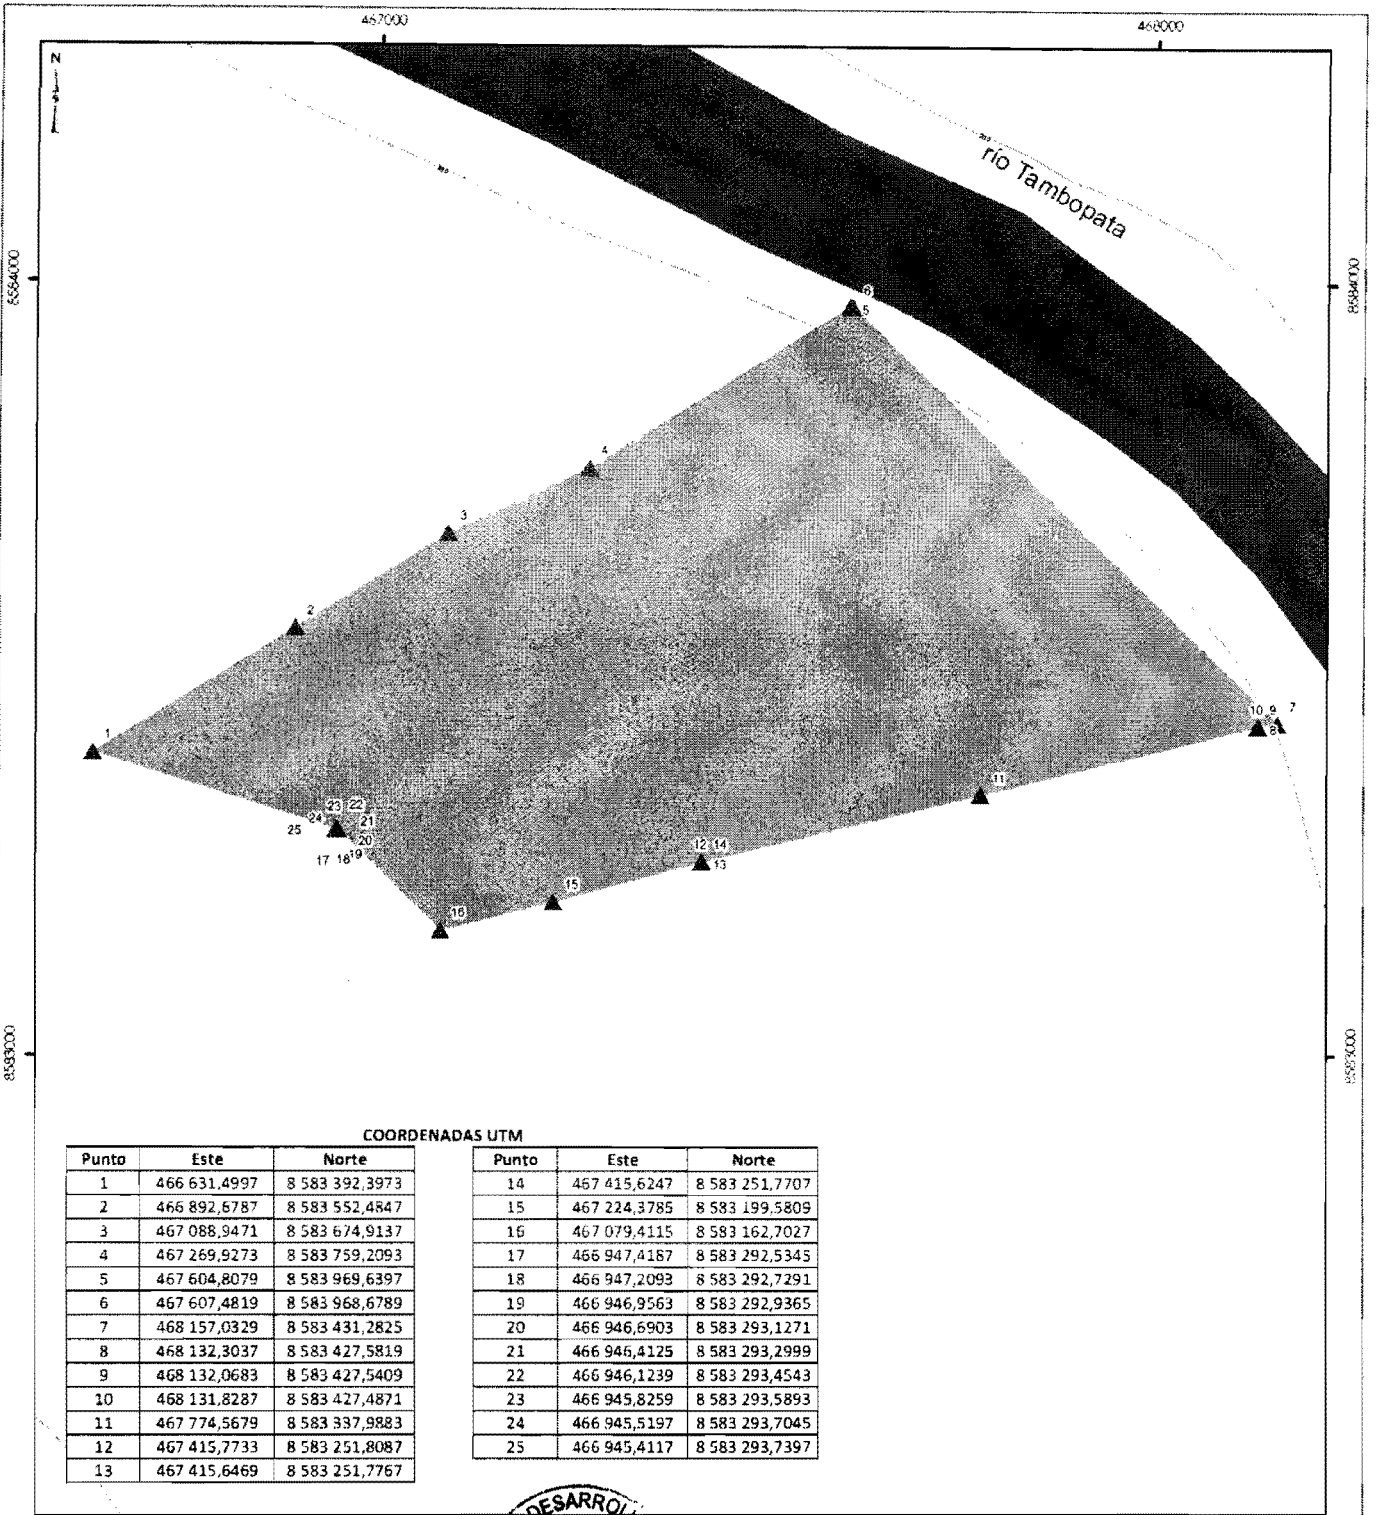 467000 468000
N
río Tambopata
8584000 8584000
6
5
4
3
2
10 9 7
8
1
11
23 22
24 21
25 20
17 18 19
12 14
13
15
16
8583000 8583000
COORDENADAS UTM
Punto Este Norte Punto Este Norte
1 466 631,4997 8 583 392,3973 14 467 415,6247 8 583 251,7707
2 466 892,6787 8 583 552,4847 15 467 224,3785 8 583 199,5809
3 467 088,9471 8 583 674,9137 16 467 079,4115 8 583 162,7027
4 467 269,9273 8 583 759,2093 17 466 947,4187 8 583 292,5345
5 467 604,8079 8 583 969,6397 18 466 947,2093 8 583 292,7291
6 467 607,4819 8 583 968,6789 19 466 946,9563 8 583 292,9365
7 468 157,0329 8 583 431,2825 20 466 946,6903 8 583 293,1271
8 468 132,3037 8 583 427,5819 21 466 946,4125 8 583 293,2999
9 468 132,0683 8 583 427,5409 22 466 946,1239 8 583 293,4543
10 468 131,8287 8 583 427,4871 23 466 945,8259 8 583 293,5893
11 467 774,5679 8 583 337,9883 24 466 945,5197 8 583 293,7045
12 467 415,7733 8 583 251,8087 25 466 945,4117 8 583 293,7397
13 467 415,6469 8 583 251,7767
DESARROL